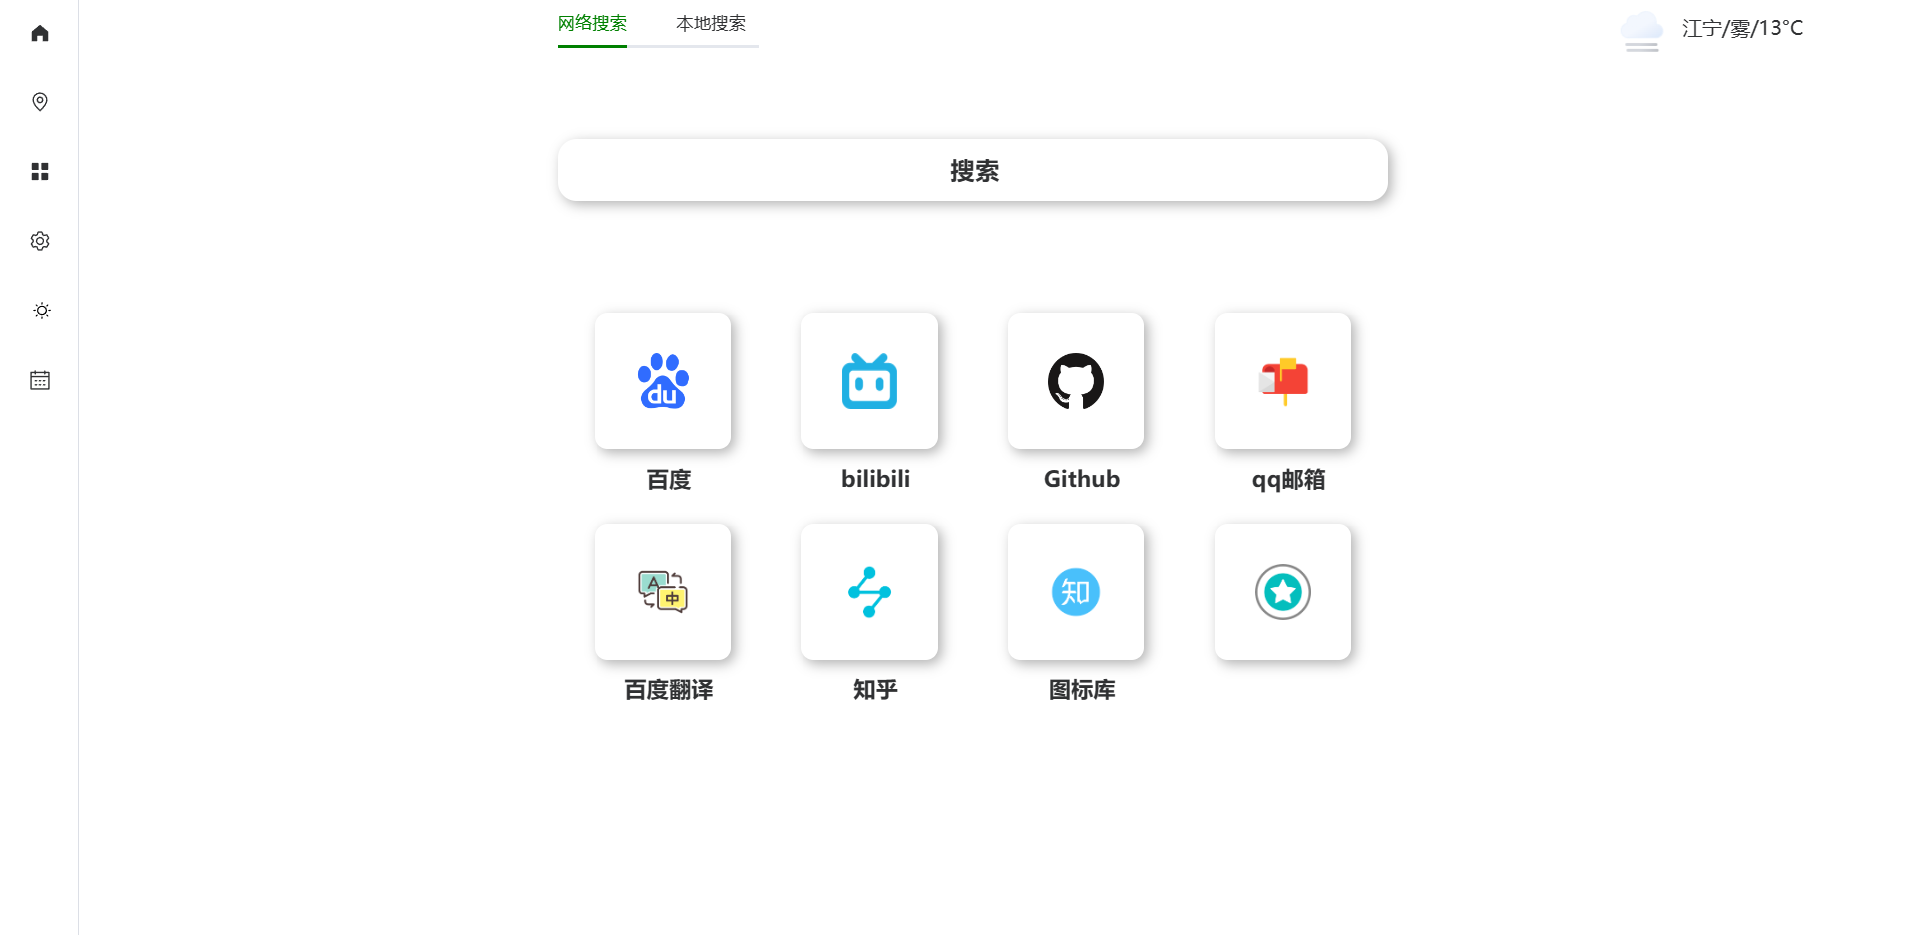 网络搜索 本地搜索 江宁/雾/13°C
搜索
du
百度 bilibili Github qq邮箱
A 中 知
百度翻译 知乎 图标库